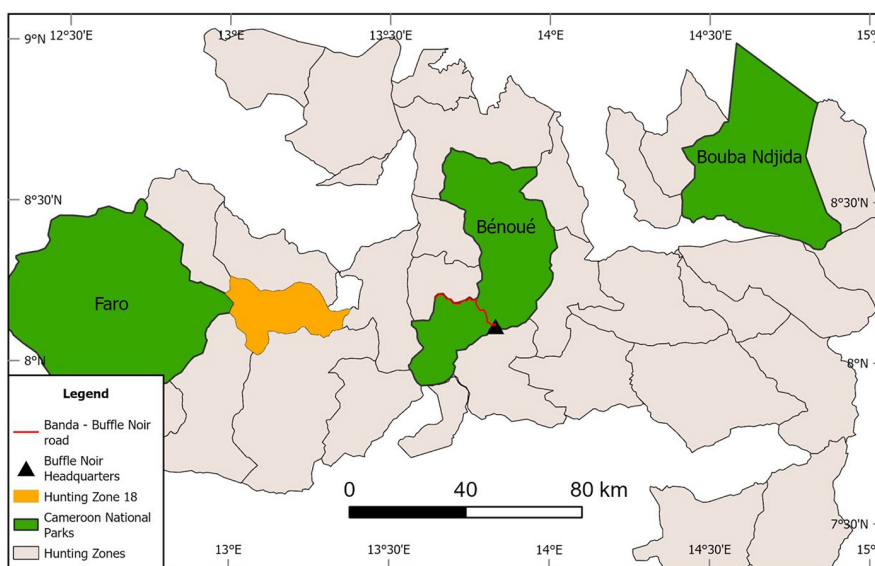 12°30'E 13°E 13°30'E 14°E 14°30'E 15°
9°N
Bouba Ndjida
8°30'N
8°30'N
Bénoué
Faro
8°N
8°N
Legend
Banda - Buffle Noir
road
Buffle Noir
Headquarters
Hunting Zone 18
Cameroon National
Parks
Hunting Zones
0 40 80 km
7°30'N
13°E 13°30'E 14°E 14°30'E 15°